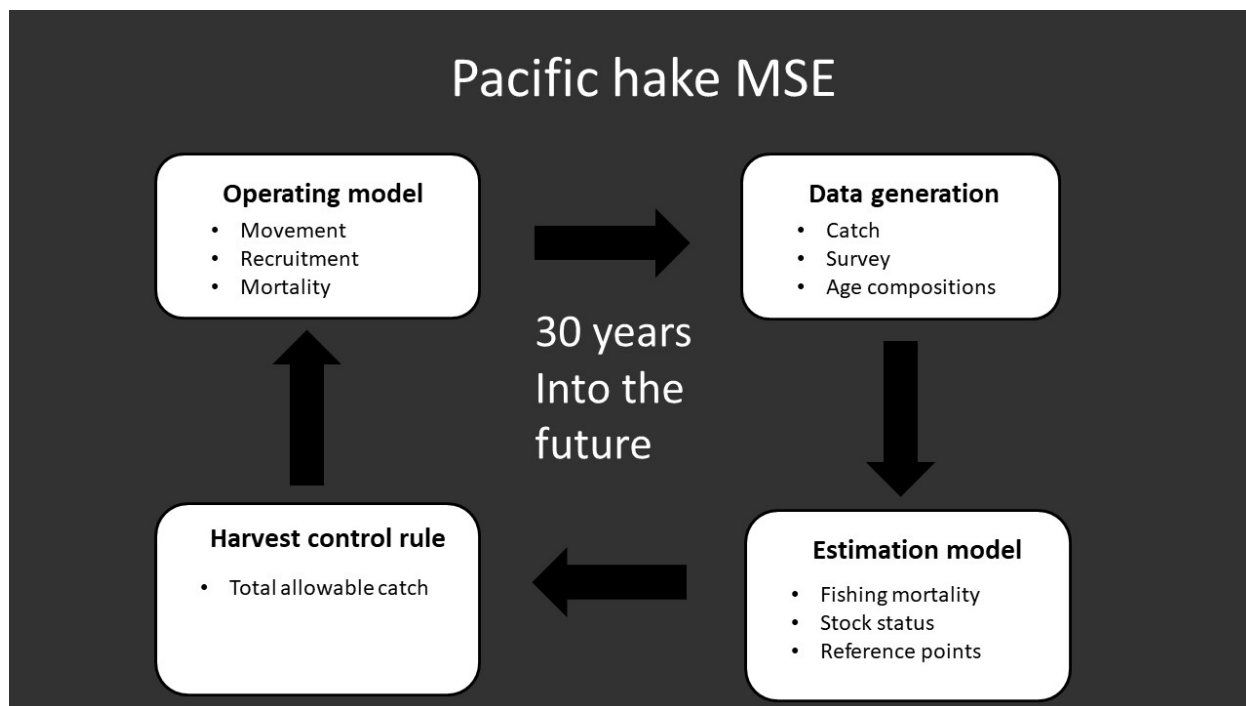 Pacific hake MSE
Operating model
• Movement
• Recruitment
• Mortality
Data generation
• Catch
• Survey
• Age compositions
30 years
Into the
future
Harvest control rule
• Total allowable catch
Estimation model
• Fishing mortality
• Stock status
• Reference points